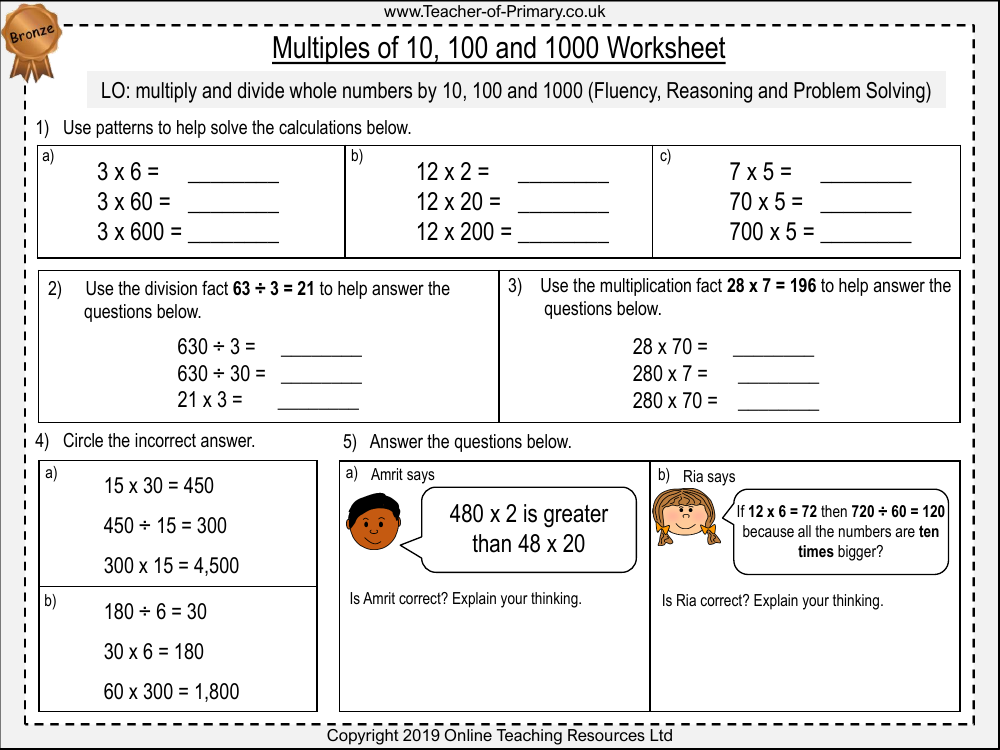 www.Teacher-of-Primary.co.uk
Bronze
Multiples of 10, 100 and 1000 Worksheet
LO: multiply and divide whole numbers by 10, 100 and 1000 (Fluency, Reasoning and Problem Solving)
1) Use patterns to help solve the calculations below.
a)
3 x 6 = ________
3 x 60 = ________
3 x 600 = ________
b)
12 x 2 = ________
12 x 20 = ________
12 x 200 = ________
c)
7 x 5 = ________
70 x 5 = ________
700 x 5 = ________
2) Use the division fact 63 ÷ 3 = 21 to help answer the
questions below.
630 ÷ 3 = ________
630 ÷ 30 = ________
21 x 3 = ________
3) Use the multiplication fact 28 x 7 = 196 to help answer the
questions below.
28 x 70 = ________
280 x 7 = ________
280 x 70 = ________
4) Circle the incorrect answer.
a)
15 x 30 = 450
450 ÷ 15 = 300
300 x 15 = 4,500
b)
180 ÷ 6 = 30
30 x 6 = 180
60 x 300 = 1,800
5) Answer the questions below.
a) Amrit says
480 x 2 is greater
than 48 x 20
Is Amrit correct? Explain your thinking.
b) Ria says
If 12 x 6 = 72 then 720 ÷ 60 = 120
because all the numbers are ten
times bigger?
Is Ria correct? Explain your thinking.
Copyright 2019 Online Teaching Resources Ltd